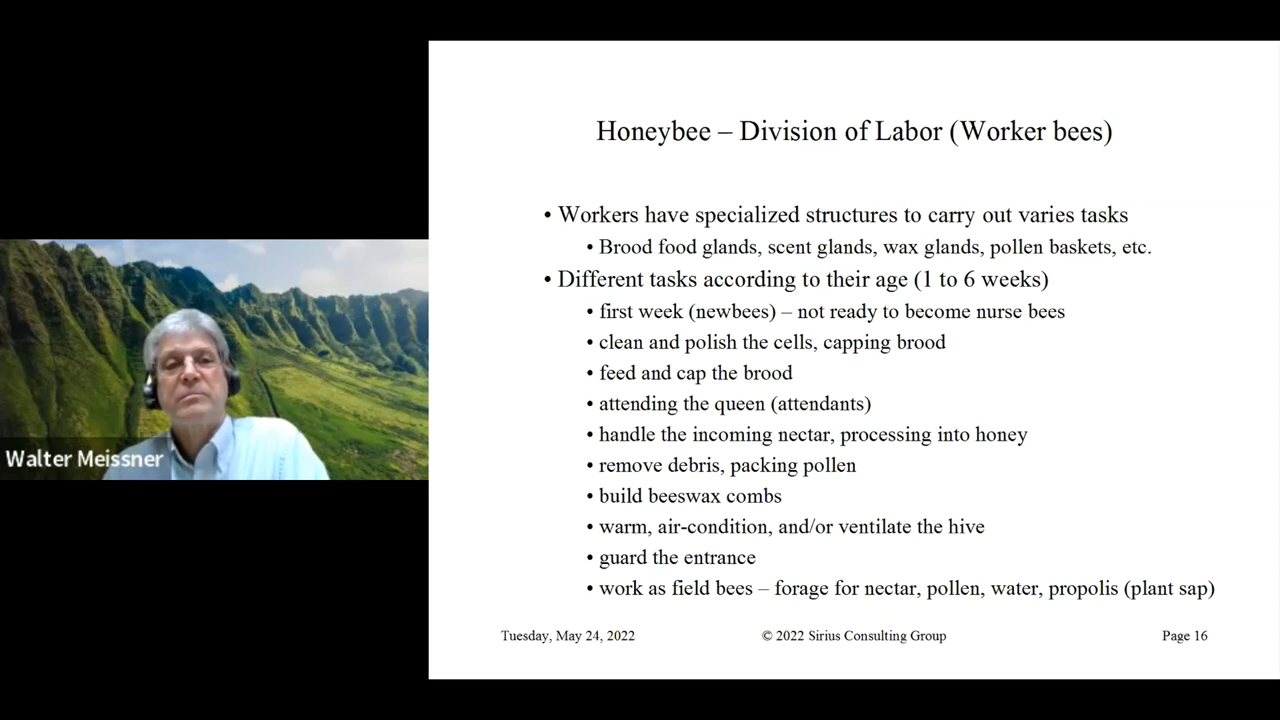 Honeybee – Division of Labor (Worker bees)
• Workers have specialized structures to carry out varies tasks
• Brood food glands, scent glands, wax glands, pollen baskets, etc.
• Different tasks according to their age (1 to 6 weeks)
• first week (newbees) – not ready to become nurse bees
• clean and polish the cells, capping brood
• feed and cap the brood
• attending the queen (attendants)
• handle the incoming nectar, processing into honey
• remove debris, packing pollen
• build beeswax combs
• warm, air-condition, and/or ventilate the hive
• guard the entrance
• work as field bees – forage for nectar, pollen, water, propolis (plant sap)
Tuesday, May 24, 2022 © 2022 Sirius Consulting Group Page 16
Walter Meissner